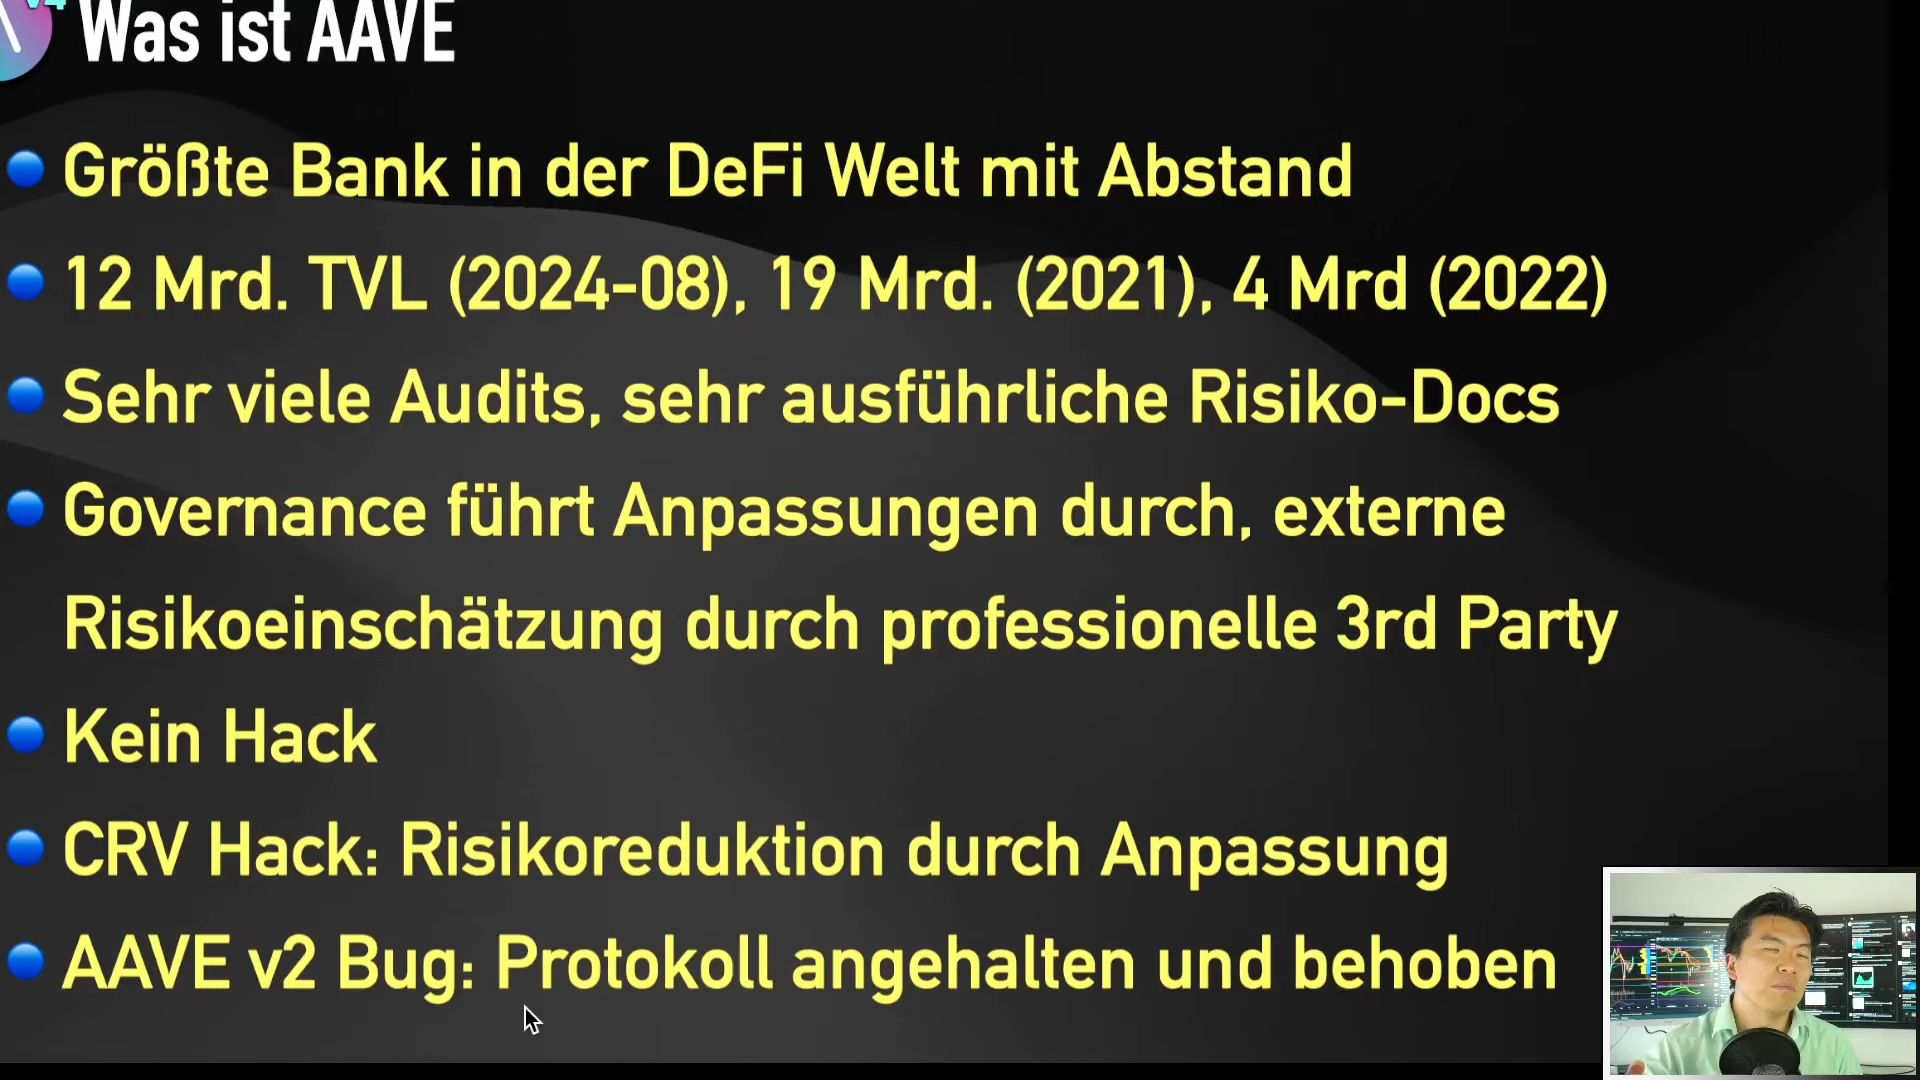 v4
Was ist AAVE
Größte Bank in der DeFi Welt mit Abstand
12 Mrd. TVL (2024-08), 19 Mrd. (2021), 4 Mrd (2022)
Sehr viele Audits, sehr ausführliche Risiko-Docs
Governance führt Anpassungen durch, externe
Risikoeinschätzung durch professionelle 3rd Party
Kein Hack
CRV Hack: Risikoreduktion durch Anpassung
AAVE v2 Bug: Protokoll angehalten und behoben